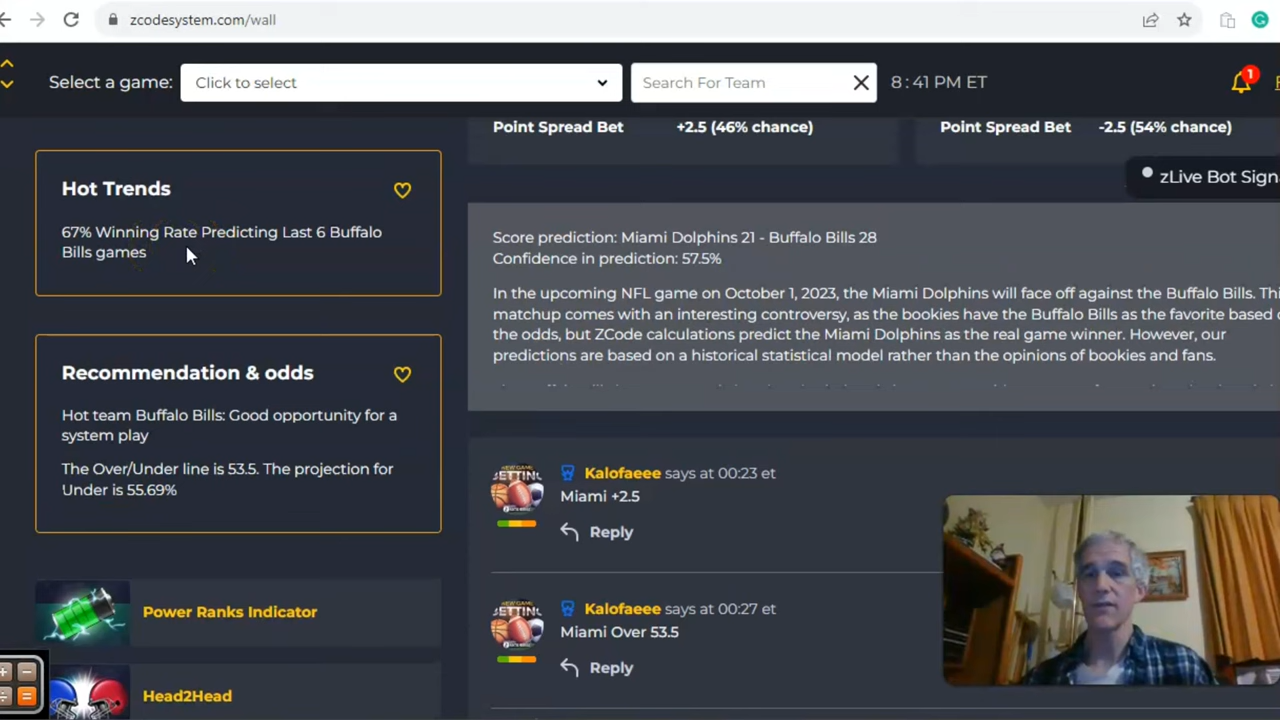 zcodesystem.com/wall
Select a game:
Click to select
Search For Team
8:41 PM ET
1
Point Spread Bet +2.5 (46% chance)
Point Spread Bet -2.5 (54% chance)
Hot Trends
67% Winning Rate Predicting Last 6 Buffalo
Bills games
zLive Bot Sign
Score prediction: Miami Dolphins 21 - Buffalo Bills 28
Confidence in prediction: 57.5%
In the upcoming NFL game on October 1, 2023, the Miami Dolphins will face off against the Buffalo Bills. Thi
matchup comes with an interesting controversy, as the bookies have the Buffalo Bills as the favorite based o
the odds, but ZCode calculations predict the Miami Dolphins as the real game winner. However, our
predictions are based on a historical statistical model rather than the opinions of bookies and fans.
Recommendation & odds
Hot team Buffalo Bills: Good opportunity for a
system play
The Over/Under line is 53.5. The projection for
Under is 55.69%
Kalofaeee says at 00:23 et
Miami +2.5
Reply
Kalofaeee says at 00:27 et
Miami Over 53.5
Reply
Power Ranks Indicator
Head2Head